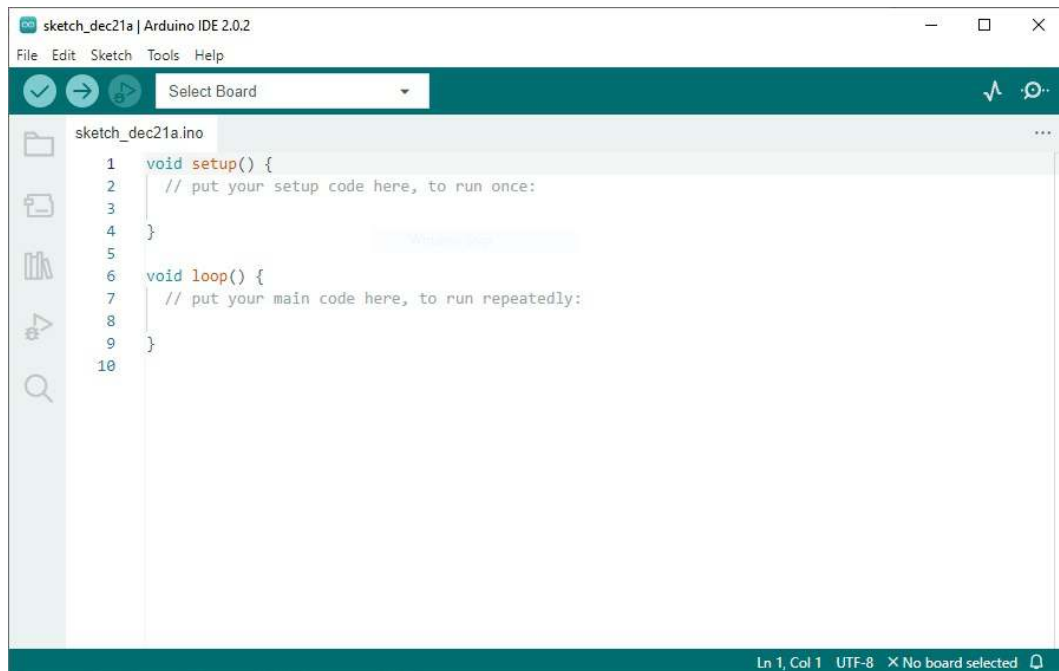 sketch_dec21a | Arduino IDE 2.0.2
File Edit Sketch Tools Help
Select Board
sketch_dec21a.ino
...
1 void setup() {
2 // put your setup code here, to run once:
3
4 }
5
6 void loop() {
7 // put your main code here, to run repeatedly:
8
9 }
10
Ln 1, Col 1 UTF-8 ✕ No board selected